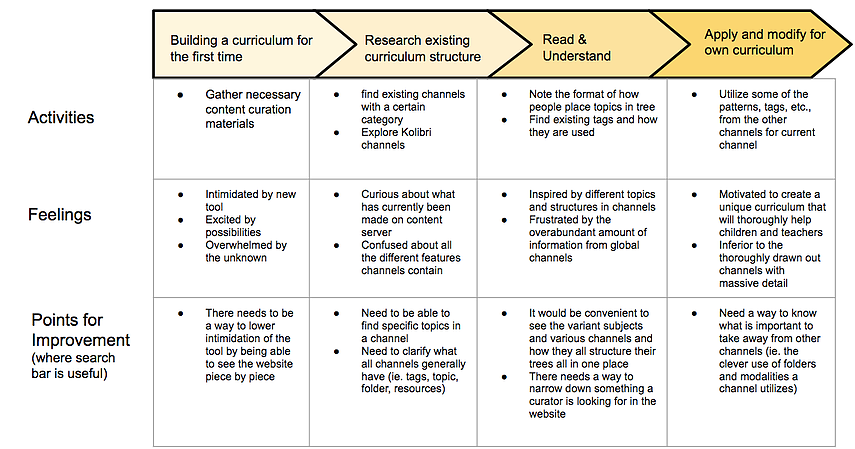 Building a curriculum for
the first time
Research existing
curriculum structure
Read &
Understand
Apply and modify for
own curriculum
Activities
● Gather necessary
content curation
materials
● find existing channels
with a certain
category
● Explore Kolibri
channels
● Note the format of how
people place topics in tree
● Find existing tags and how
they are used
● Utilize some of the
patterns, tags, etc.,
from the other
channels for current
channel
Feelings
● Intimidated by new
tool
● Excited by
possibilities
● Overwhelmed by
the unknown
● Curious about what
has currently been
made on content
server
● Confused about all
the different features
channels contain
● Inspired by different topics
and structures in channels
● Frustrated by the
overabundant amount of
information from global
channels
● Motivated to create a
unique curriculum that
will thoroughly help
children and teachers
● Inferior to the
thoroughly drawn out
channels with
massive detail
Points for
Improvement
(where search
bar is useful)
● There needs to be
a way to lower
intimidation of the
tool by being able
to see the website
piece by piece
● Need to be able to
find specific topics in
a channel
● Need to clarify what
all channels generally
have (ie. tags, topic,
folder, resources)
● It would be convenient to
see the variant subjects
and various channels and
how they all structure their
trees all in one place
● There needs a way to
narrow down something a
curator is looking for in the
website
● Need a way to know
what is important to
take away from other
channels (ie. the
clever use of folders
and modalities a
channel utilizes)